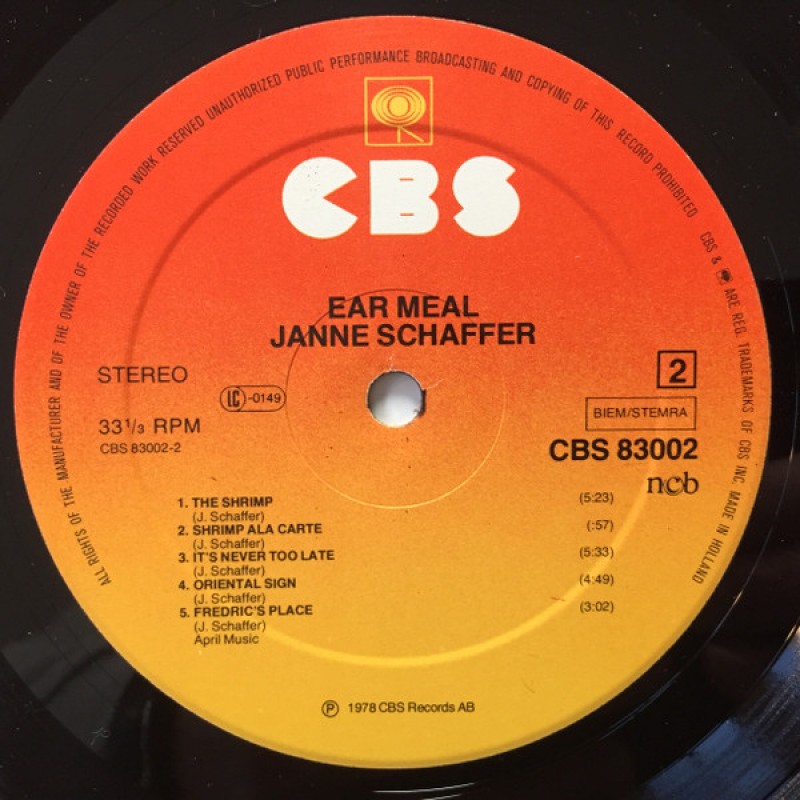 ALL RIGHTS OF THE MANUFACTURER AND OF THE OWNER OF THE RECORDED WORK RESERVED UNAUTHORIZED PUBLIC PERFORMANCE BROADCASTING AND COPYING OF THIS RECORD PROHIBITED CBS & ARE REG. TRADEMARKS OF CBS INC. MADE IN HOLLAND
CBS
EAR MEAL
JANNE SCHAFFER
STEREO
LC-0149
2
33 1/3 RPM
BIEM/STEMRA
CBS 83002-2
CBS 83002
ncb
1. THE SHRIMP (5:23)
(J. Schaffer)
2. SHRIMP ALA CARTE (:57)
(J. Schaffer)
3. IT'S NEVER TOO LATE (5:33)
(J. Schaffer)
4. ORIENTAL SIGN (4:49)
(J. Schaffer)
5. FREDRIC'S PLACE (3:02)
(J. Schaffer)
April Music
Ⓟ 1978 CBS Records AB